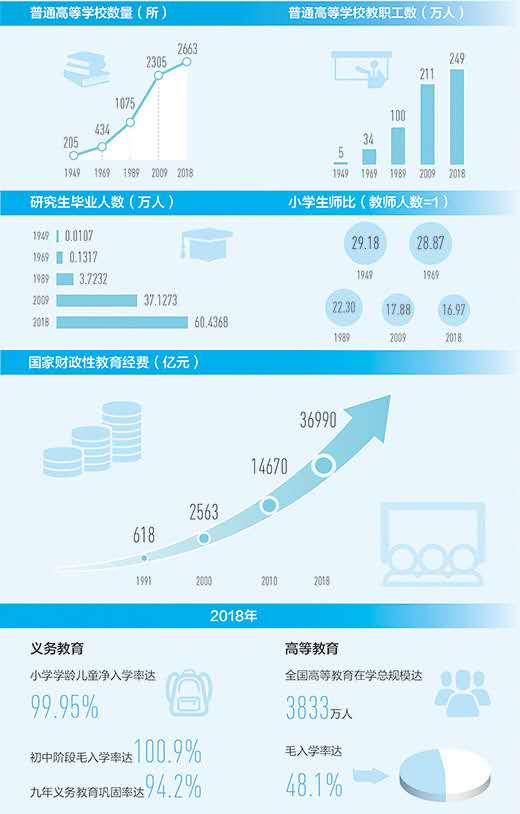 普通高等学校数量（所）
205
434
1075
2305
2663
1949 1969 1989 2009 2018
普通高等学校教职工数（万人）
5
34
100
211
249
1949 1969 1989 2009 2018
研究生毕业人数（万人）
1949 0.0107
1969 0.1317
1989 3.7232
2009 37.1273
2018 60.4368
小学生师比（教师人数=1）
29.18 28.87
1949 1969
22.30 17.88 16.97
1989 2009 2018
国家财政性教育经费（亿元）
36990
14670
2563
618
1991 2000 2010 2018
2018年
义务教育
小学学龄儿童净入学率达
99.95%
初中阶段毛入学率达100.9%
九年义务教育巩固率达94.2%
高等教育
全国高等教育在学总规模达
3833万人
毛入学率达
48.1%